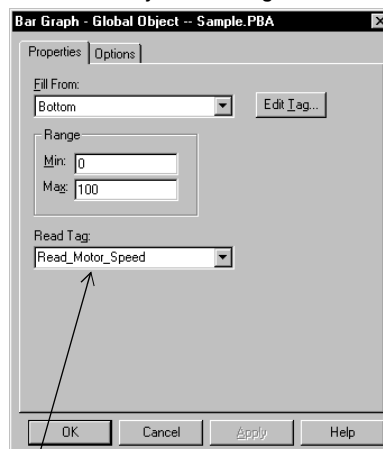 Bar Graph - Global Object -- Sample.PBA
Properties Options
Fill From:
Bottom Edit Tag...
Range
Min: 0
Max: 100
Read Tag:
Read_Motor_Speed
OK Cancel Apply Help